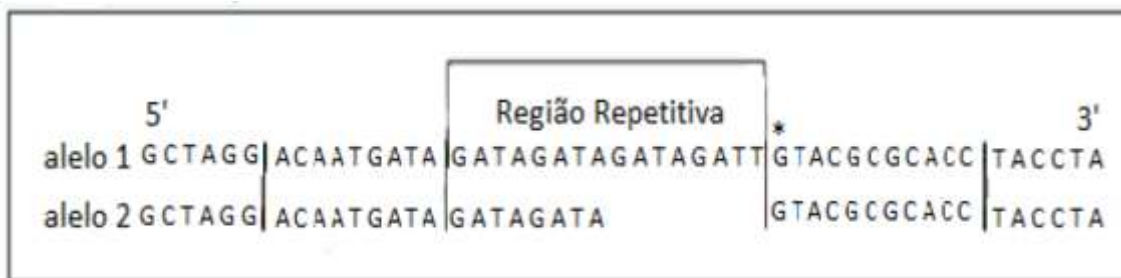 Região Repetitiva
5' * 3'
alelo 1 GCTAGG ACAATGATA GATAGATAGATAGATT GTACGCGCACC TACCTA
alelo 2 GCTAGG ACAATGATA GATAGATA GTACGCGCACC TACCTA